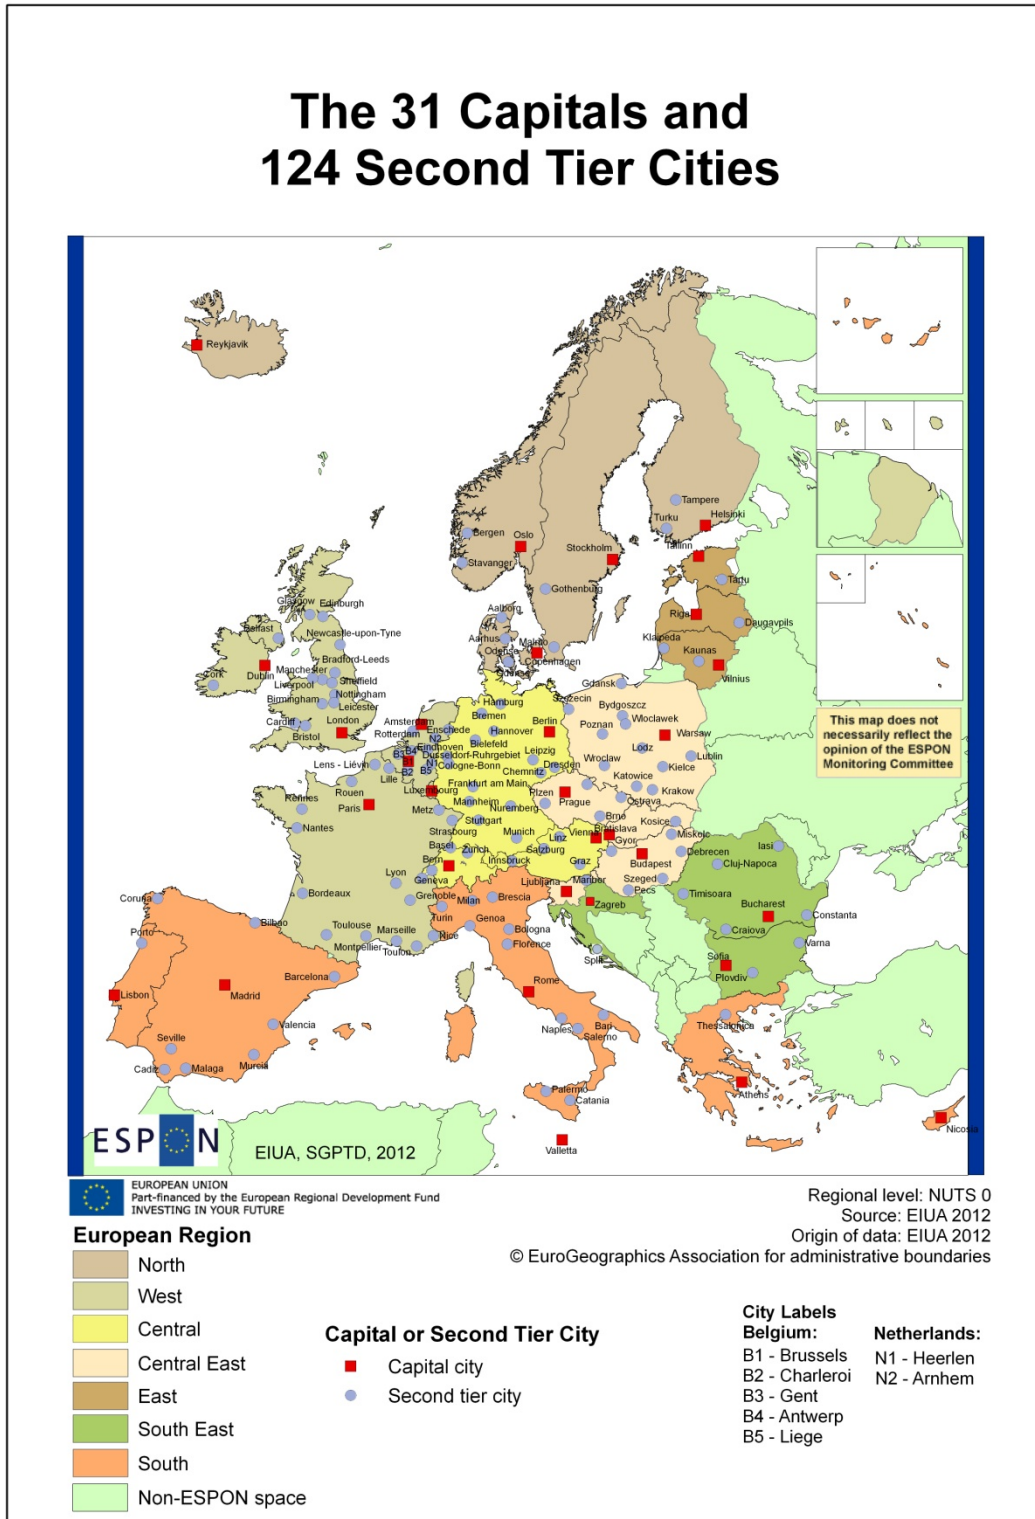 The 31 Capitals and
124 Second Tier Cities
Reykjavik
Tampere
Helsinki
Turku
Bergen
Oslo
Stavanger
Stockholm
Tallinn
Tartu
Gothenburg
Riga
Daugavpils
Aalborg
Aarhus
Odense
Malmo
Copenhagen
Odense
Klaipeda
Kaunas
Vilnius
Glasgow
Edinburgh
Belfast
Newcastle-upon-Tyne
Dublin
Cork
Bradford-Leeds
Manchester
Sheffield
Liverpool
Nottingham
Birmingham
Leicester
Cardiff
London
Bristol
Gdansk
Szczecin
Bydgoszcz
Wloclawek
Poznan
Warsaw
Lodz
Lublin
Wroclaw
Kielce
Katowice
Krakow
Hamburg
Bremen
Berlin
Hannover
Amsterdam
Enschede
Rotterdam
N2
Eindhoven
Bielefeld
B4
B3
B1
N1
B2
B5
Dusseldorf-Ruhrgebiet
Leipzig
Cologne-Bonn
Dresden
Chemnitz
Lens - Liévin
Lille
Frankfurt am Main
Luxembourg
Rouen
Paris
Rennes
Nantes
Metz
Mannheim
Nuremberg
Plzen
Prague
Ostrava
Brno
Stuttgart
Strasbourg
Munich
Linz
Vienna
Bratislava
Gyor
Kosice
Miskolc
Debrecen
Budapest
Basel
Zurich
Salzburg
Innsbruck
Graz
Bern
Geneva
Lyon
Grenoble
Bordeaux
Ljubljana
Maribor
Zagreb
Szeged
Pecs
Iasi
Cluj-Napoca
Timisoara
Bucharest
Constanta
Craiova
Varna
Sofia
Plovdiv
Split
Milan
Brescia
Turin
Genoa
Bologna
Florence
Nice
Toulouse
Marseille
Montpellier
Toulon
Coruna
Bilbao
Porto
Barcelona
Lisbon
Madrid
Valencia
Seville
Murcia
Cadiz
Malaga
Rome
Naples
Bari
Salerno
Palermo
Catania
Valletta
Thessalonica
Athens
Nicosia
This map does not
necessarily reflect the
opinion of the ESPON
Monitoring Committee
ESPON
EIUA, SGPTD, 2012
EUROPEAN UNION
Part-financed by the European Regional Development Fund
INVESTING IN YOUR FUTURE
Regional level: NUTS 0
Source: EIUA 2012
Origin of data: EIUA 2012
© EuroGeographics Association for administrative boundaries
European Region
North
West
Central
Central East
East
South East
South
Non-ESPON space
Capital or Second Tier City
Capital city
Second tier city
City Labels
Belgium:
B1 - Brussels
B2 - Charleroi
B3 - Gent
B4 - Antwerp
B5 - Liege
Netherlands:
N1 - Heerlen
N2 - Arnhem